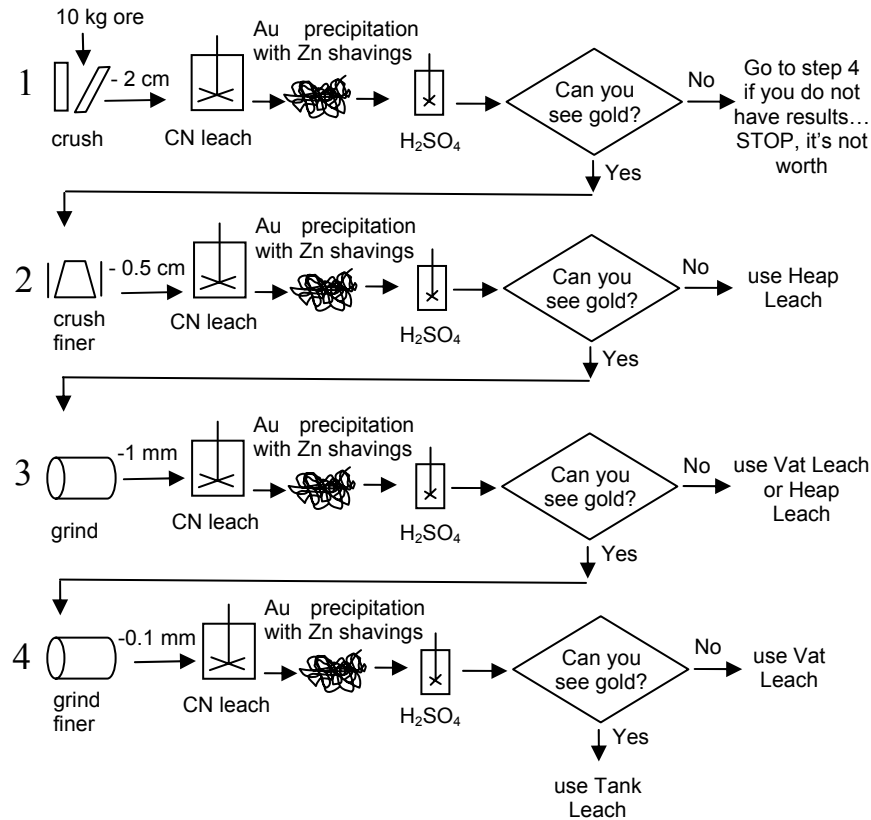 10 kg ore
Au precipitation
with Zn shavings
1
- 2 cm
crush
CN leach
H₂SO₄
Can you
see gold?
No
Go to step 4
if you do not
have results…
STOP, it's not
worth
Yes
2
- 0.5 cm
crush
finer
CN leach
Au precipitation
with Zn shavings
H₂SO₄
Can you
see gold?
No
use Heap
Leach
Yes
3
-1 mm
grind
CN leach
Au precipitation
with Zn shavings
H₂SO₄
Can you
see gold?
No
use Vat Leach
or Heap
Leach
Yes
4
-0.1 mm
grind
finer
CN leach
Au precipitation
with Zn shavings
H₂SO₄
Can you
see gold?
No
use Vat
Leach
Yes
use Tank
Leach